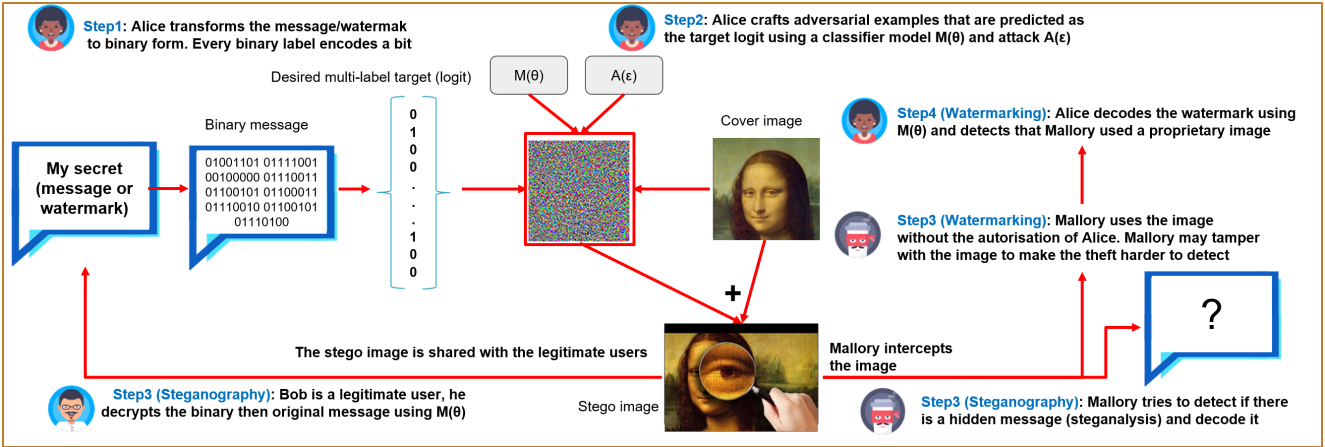 Step1: Alice transforms the message/watermak
to binary form. Every binary label encodes a bit
Step2: Alice crafts adversarial examples that are predicted as
the target logit using a classifier model M(θ) and attack A(ε)
Desired multi-label target (logit)
M(θ)
A(ε)
Binary message
Cover image
My secret
(message or
watermark)
01001101 01111001
00100000 01110011
01100101 01100011
01110010 01100101
01110100
0
1
0
0
.
.
.
1
0
0
Step4 (Watermarking): Alice decodes the watermark using
M(θ) and detects that Mallory used a proprietary image
Step3 (Watermarking): Mallory uses the image
without the autorisation of Alice. Mallory may tamper
with the image to make the theft harder to detect
+
?
The stego image is shared with the legitimate users
Mallory intercepts
the image
Step3 (Steganography): Bob is a legitimate user, he
decrypts the binary then original message using M(θ)
Stego image
Step3 (Steganography): Mallory tries to detect if there
is a hidden message (steganalysis) and decode it